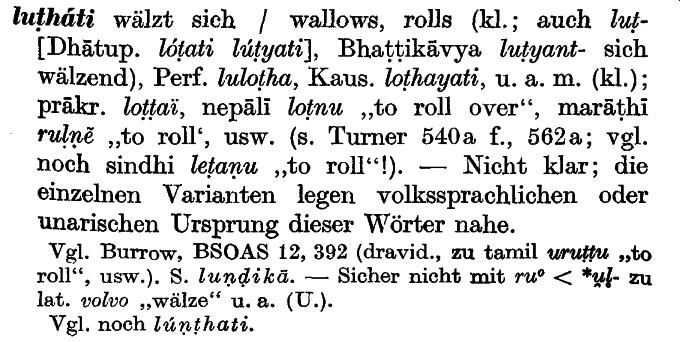 luṭháti wälzt sich / wallows, rolls (kl.; auch luṭ-
[Dhātup. lóṭati lúṭyati], Bhaṭṭikāvya luṭyant- sich
wälzend), Perf. luloṭha, Kaus. loṭhayati, u. a. m. (kl.);
prākr. loṭṭaï, nepālī loṭnu „to roll over“, marāṭhī
ruḷṇẽ „to roll‘, usw. (s. Turner 540a f., 562a; vgl.
noch sindhi leṭaṇu „to roll“!). — Nicht klar; die
einzelnen Varianten legen volkssprachlichen oder
unarischen Ursprung dieser Wörter nahe.
Vgl. Burrow, BSOAS 12, 392 (dravid., zu tamil uruṭṭu „to
roll“, usw.). S. luṇḍikā. — Sicher nicht mit ru° < *u̯ḷ- zu
lat. volvo „wälze“ u. a. (U.).
Vgl. noch lúṇṭhati.